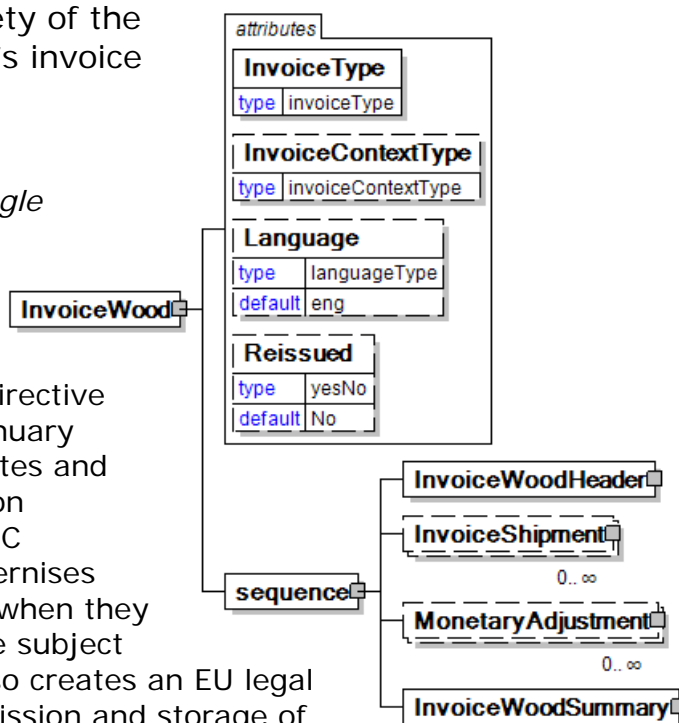 ety of the
's invoice
gle
irective
nuary
tes and
on
C
ernises
when they
e subject
so creates an EU legal
ission and storage of
attributes
InvoiceType
type invoiceType
InvoiceContextType
type invoiceContextType
Language
type languageType
default eng
Reissued
type yesNo
default No
InvoiceWood
sequence
InvoiceWoodHeader
InvoiceShipment
0.. ∞
MonetaryAdjustment
0.. ∞
InvoiceWoodSummary